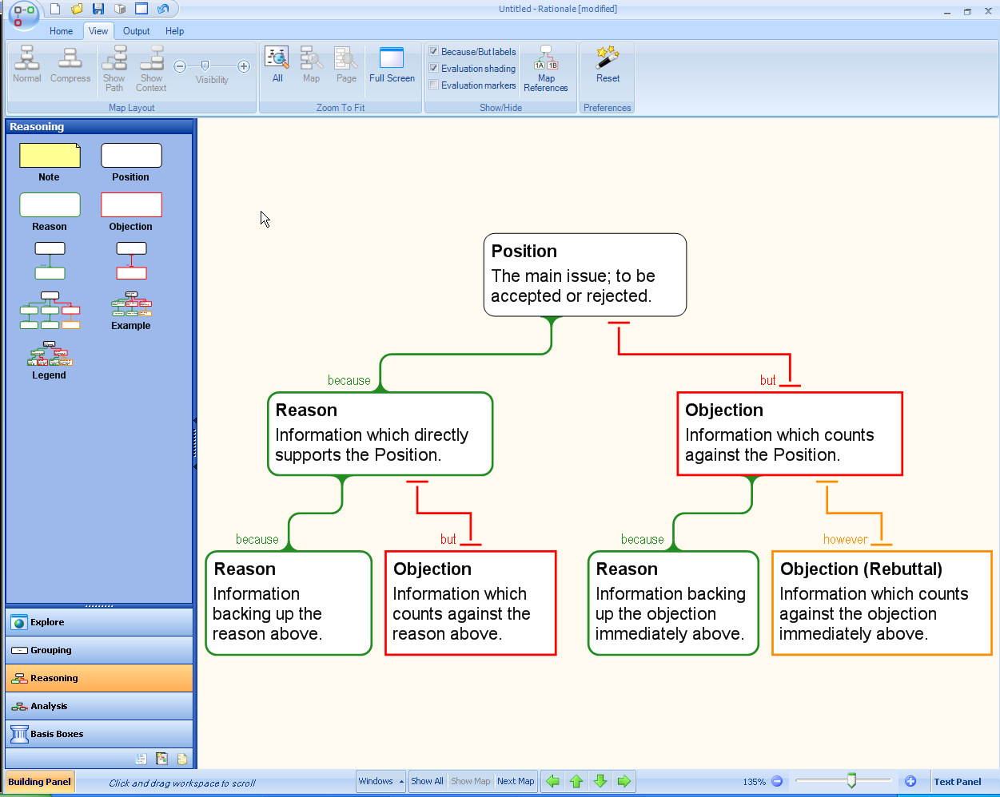 Untitled - Rationale [modified]
Home View Output Help
Normal Compress Show Path Show Context Visibility
All Map Page Full Screen
Because/But labels
Evaluation shading
Evaluation markers
Map References
1A 1B
Reset
Map Layout Zoom To Fit Show/Hide Preferences
Reasoning
Note Position
Reason Objection
Example
Legend
Explore
Grouping
Reasoning
Analysis
Basis Boxes
Position
The main issue; to be
accepted or rejected.
because
but
Reason
Information which directly
supports the Position.
Objection
Information which counts
against the Position.
because
but
because
however
Reason
Information
backing up the
reason above.
Objection
Information which
counts against the
reason above.
Reason
Information backing
up the objection
immediately above.
Objection (Rebuttal)
Information which counts
against the objection
immediately above.
Building Panel Click and drag workspace to scroll Windows Show All Show Map Next Map 135% Text Panel